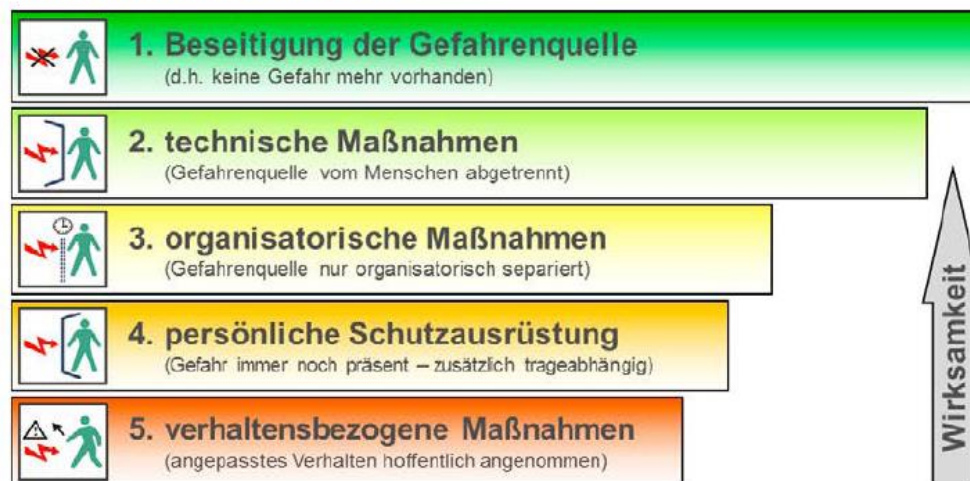 1. Beseitigung der Gefahrenquelle
(d.h. keine Gefahr mehr vorhanden)
2. technische Maßnahmen
(Gefahrenquelle vom Menschen abgetrennt)
3. organisatorische Maßnahmen
(Gefahrenquelle nur organisatorisch separiert)
4. persönliche Schutzausrüstung
(Gefahr immer noch präsent – zusätzlich trageabhängig)
5. verhaltensbezogene Maßnahmen
(angepasstes Verhalten hoffentlich angenommen)
Wirksamkeit